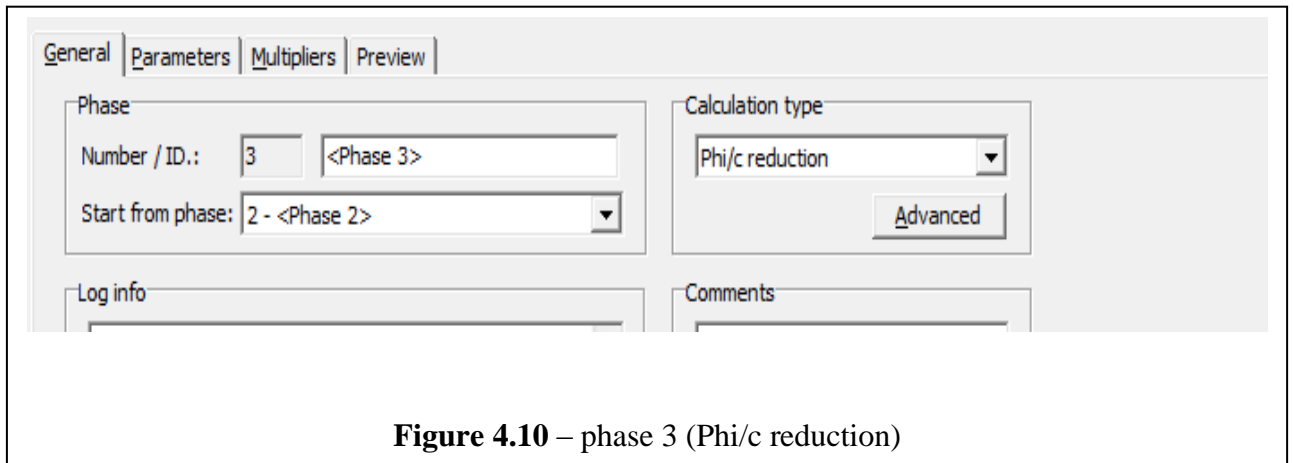 General Parameters Multipliers Preview
Phase
Number / ID.: 3 <Phase 3>
Start from phase: 2 - <Phase 2>
Calculation type
Phi/c reduction
Advanced
Log info
Comments
Figure 4.10 – phase 3 (Phi/c reduction)